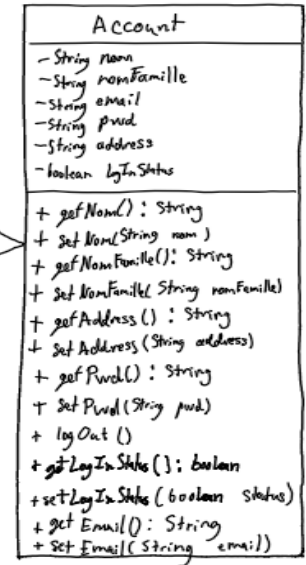 Account
- String nom
- String nomFamille
- String email
- String pwd
- String address
- boolean logInStatus
+ getNom() : String
+ setNom(String nom)
+ getNomFamille(): String
+ setNomFamille(String nomFamille)
+ getAddress() : String
+ setAddress(String address)
+ getPwd() : String
+ setPwd(String pwd)
+ logOut ()
+ getLogInStatus() : boolean
+ setLogInStatus (boolean status)
+ getEmail() : String
+ setEmail(String email)